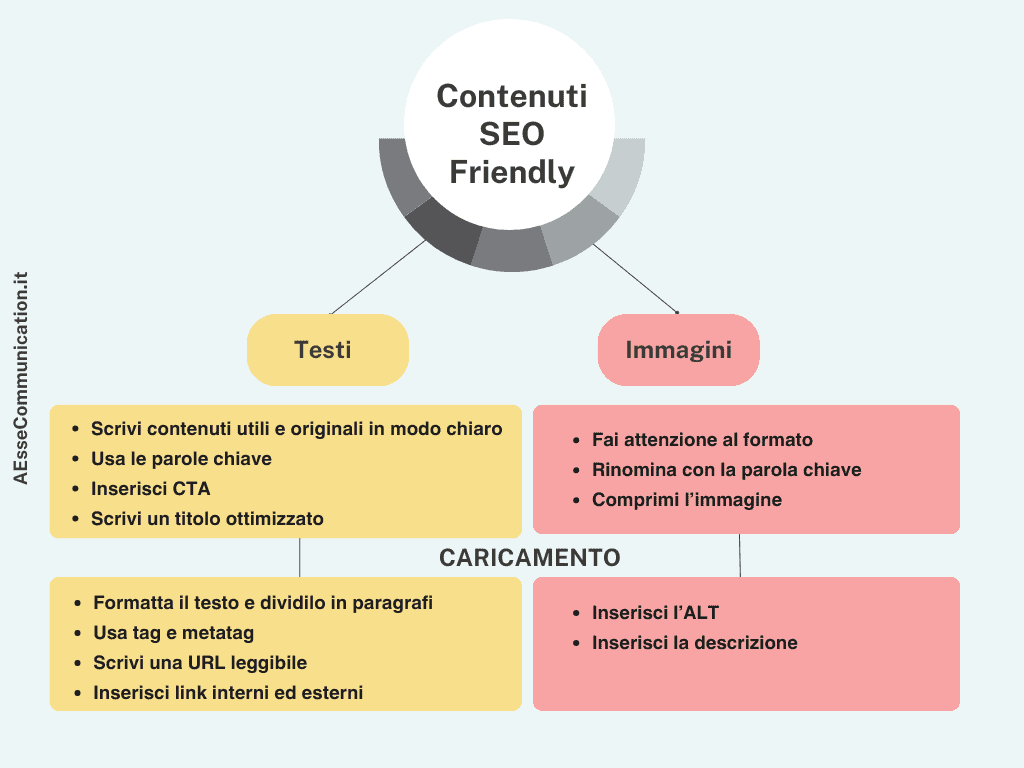 Contenuti
SEO
Friendly
AEsseCommunication.it
Testi
Immagini
• Scrivi contenuti utili e originali in modo chiaro
• Usa le parole chiave
• Inserisci CTA
• Scrivi un titolo ottimizzato
• Fai attenzione al formato
• Rinomina con la parola chiave
• Comprimi l’immagine
CARICAMENTO
• Formatta il testo e dividilo in paragrafi
• Usa tag e metatag
• Scrivi una URL leggibile
• Inserisci link interni ed esterni
• Inserisci l’ALT
• Inserisci la descrizione